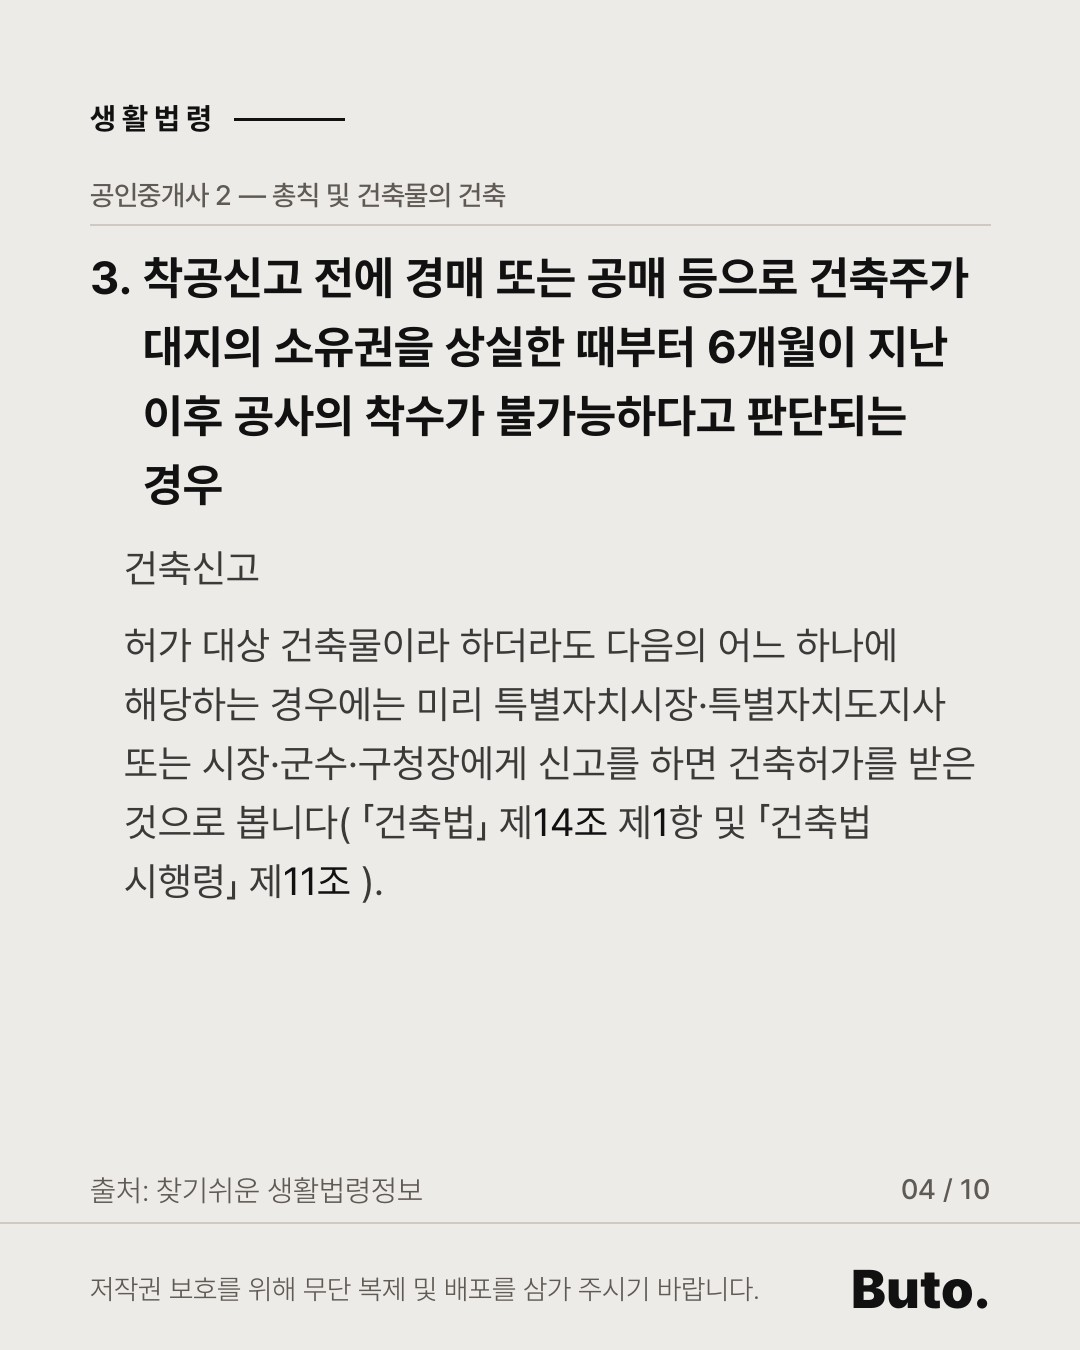 생활법령
공인중개사 2 — 총칙 및 건축물의 건축
3. 착공신고 전에 경매 또는 공매 등으로 건축주가
대지의 소유권을 상실한 때부터 6개월이 지난
이후 공사의 착수가 불가능하다고 판단되는
경우
건축신고
허가 대상 건축물이라 하더라도 다음의 어느 하나에
해당하는 경우에는 미리 특별자치시장·특별자치도지사
또는 시장·군수·구청장에게 신고를 하면 건축허가를 받은
것으로 봅니다( 「건축법」 제14조 제1항 및 「건축법
시행령」 제11조 ).
출처: 찾기쉬운 생활법령정보
04 / 10
저작권 보호를 위해 무단 복제 및 배포를 삼가 주시기 바랍니다.
Buto.